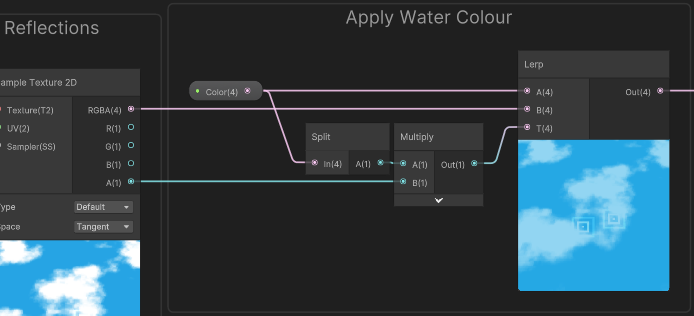 Reflections
Apply Water Colour
ample Texture 2D
Texture(T2)
RGBA(4)
UV(2)
R(1)
Sampler(SS)
G(1)
B(1)
A(1)
ype
Default
Space
Tangent
Color(4)
Split
In(4)
A(1)
Multiply
A(1)
Out(1)
B(1)
Lerp
A(4)
Out(4)
B(4)
T(4)